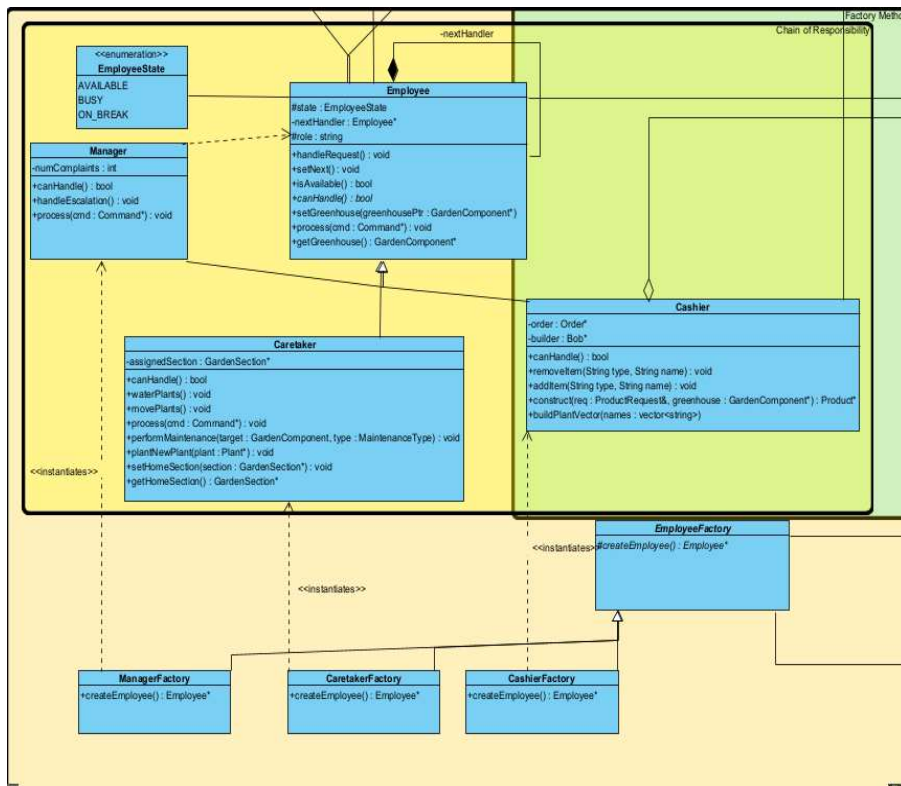 Factory Metho
Chain of Responsibility
-nextHandler
<<enumeration>>
EmployeeState
AVAILABLE
BUSY
ON_BREAK
Employee
#state : EmployeeState
-nextHandler : Employee*
#role : string
+handleRequest() : void
+setNext() : void
+isAvailable() : bool
+canHandle() : bool
+setGreenhouse(greenhousePtr : GardenComponent*)
+process(cmd : Command*) : void
+getGreenhouse() : GardenComponent*
Manager
-numComplaints : int
+canHandle() : bool
+handleEscalation() : void
+process(cmd : Command*) : void
Cashier
-order : Order*
-builder : Bob*
+canHandle() : bool
+removeItem(String type, String name) : void
+addItem(String type, String name) : void
+construct(req : ProductRequest&, greenhouse : GardenComponent*) : Product*
+buildPlantVector(names : vector<string>)
Caretaker
-assignedSection : GardenSection*
+canHandle() : bool
+waterPlants() : void
+movePlants() : void
+process(cmd : Command*) : void
+performMaintenance(target : GardenComponent, type : MaintenanceType) : void
+plantNewPlant(plant : Plant*) : void
+setHomeSection(section : GardenSection*) : void
+getHomeSection() : GardenSection*
<<instantiates>>
EmployeeFactory
#createEmployee() : Employee*
<<instantiates>
<<instantiates>>
ManagerFactory
+createEmployee() : Employee*
CaretakerFactory
+createEmployee() : Employee*
CashierFactory
+createEmployee() : Employee*